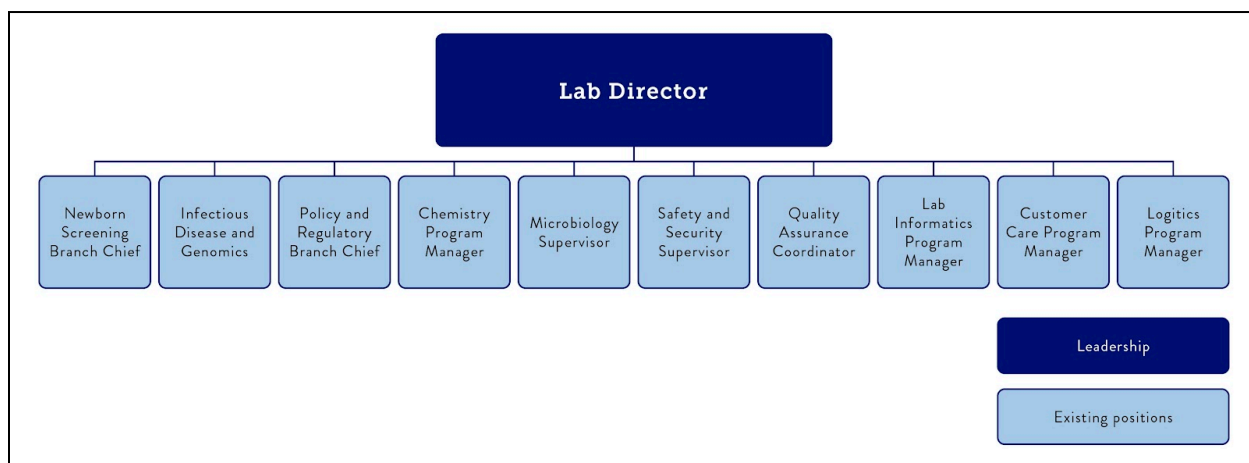 Lab Director
Newborn
Screening
Branch Chief
Infectious
Disease and
Genomics
Policy and
Regulatory
Branch Chief
Chemistry
Program
Manager
Microbiology
Supervisor
Safety and
Security
Supervisor
Quality
Assurance
Coordinator
Lab
Informatics
Program
Manager
Customer
Care Program
Manager
Logitics
Program
Manager
Leadership
Existing positions